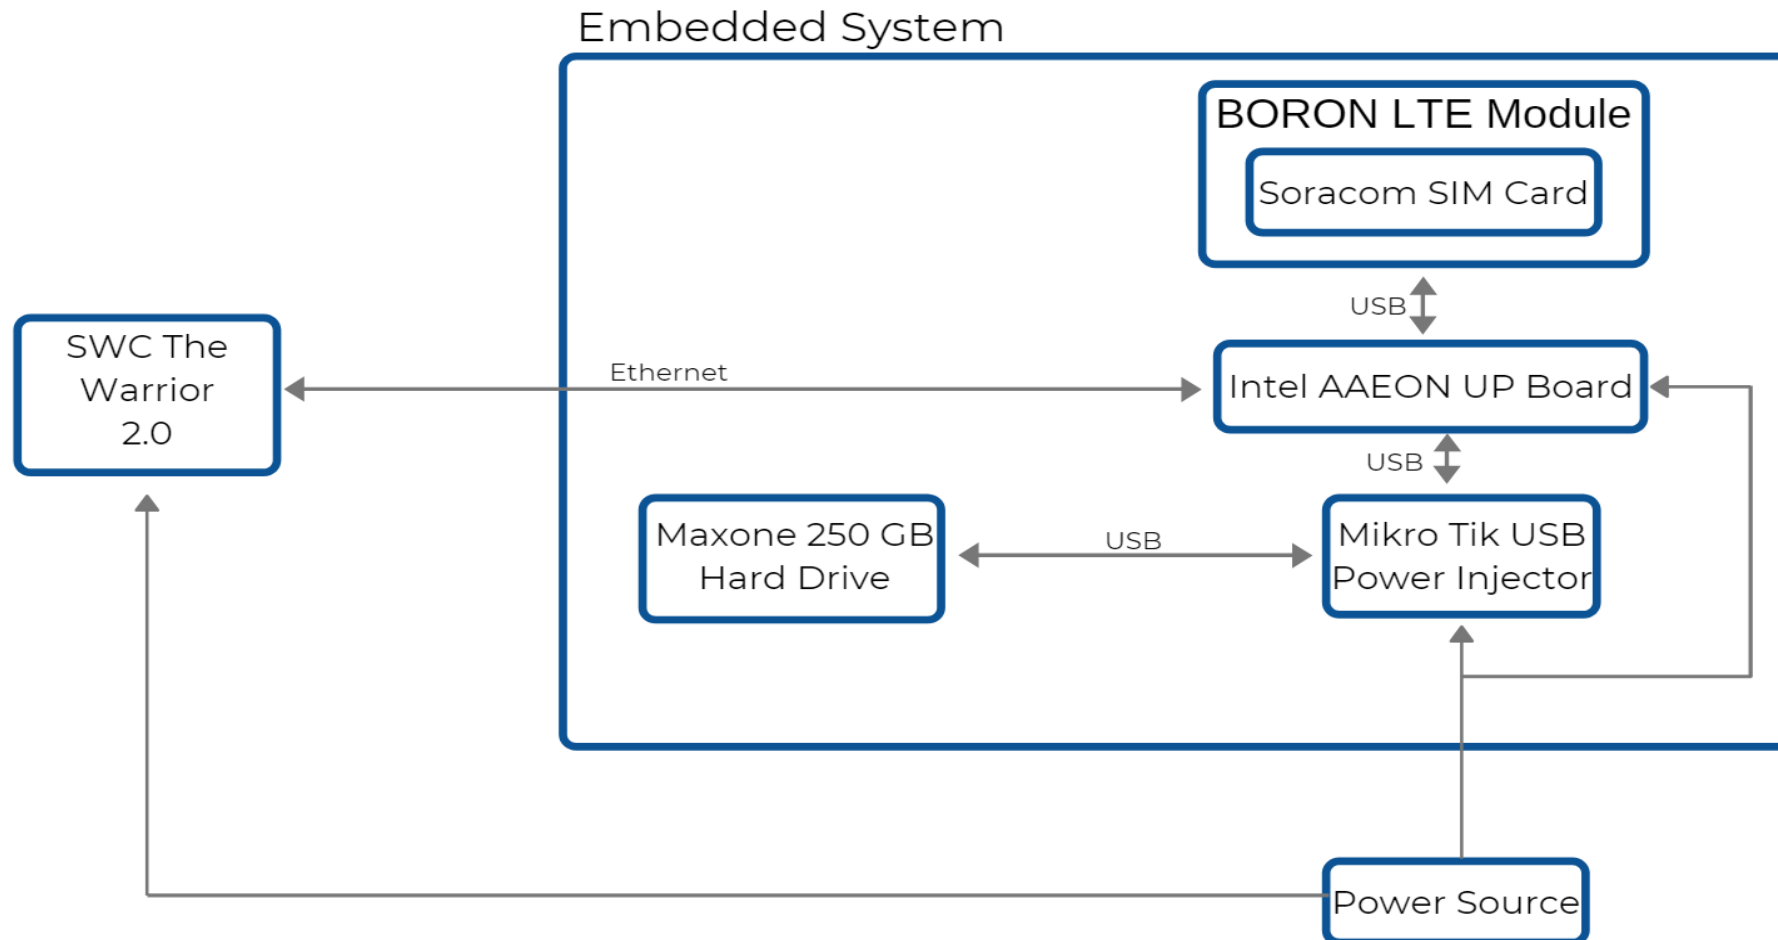 Embedded System
BORON LTE Module
Soracom SIM Card
USB
SWC The
Warrior
2.0
Ethernet
Intel AAEON UP Board
USB
Maxone 250 GB
Hard Drive
USB
Mikro Tik USB
Power Injector
Power Source